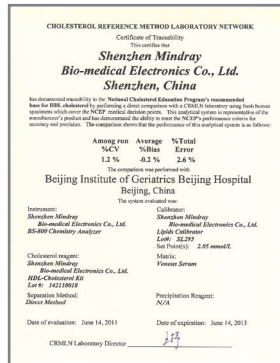 CHOLESTEROL REFERENCE METHOD LABORATORY NETWORK
Certificate of Traceability
This certifies that
Shenzhen Mindray
Bio-medical Electronics Co., Ltd.
Shenzhen, China
has documented traceability to the National Cholesterol Education Program's recommended
base for HDL cholesterol by performing a direct comparison with a CRMLN laboratory using fresh human
specimens which cover the NCEP medical decision points. This analytical system is representative of the
manufacturer's product and has demonstrated the ability to meet the NCEP's performance criteria for
accuracy and precision. The comparison shows that the performance of this analytical system is as follows:
Among run Average %Total
%CV %Bias Error
1.2 % -0.2 % 2.6 %
The comparison was performed with
Beijing Institute of Geriatrics Beijing Hospital
Beijing, China
The system evaluated was:
Instrument: Calibrator:
Shenzhen Mindray Shenzhen Mindray
Bio-medical Electronics Co., Ltd. Bio-medical Electronics Co., Ltd.
BS-800 Chemistry Analyzer Lipids Calibrator
Lot#: SL295
Set Point(s): 2.05 mmol/L
Cholesterol reagent: Matrix:
Shenzhen Mindray Venous Serum
Bio-medical Electronics Co., Ltd.
HDL-Cholesterol Kit
Lot #: 142110018
Separation Method: Precipitation Reagent:
Direct Method N/A
Date of evaluation: June 14, 2011 Date of expiration: June 14, 2013
CRMLN Laboratory Director